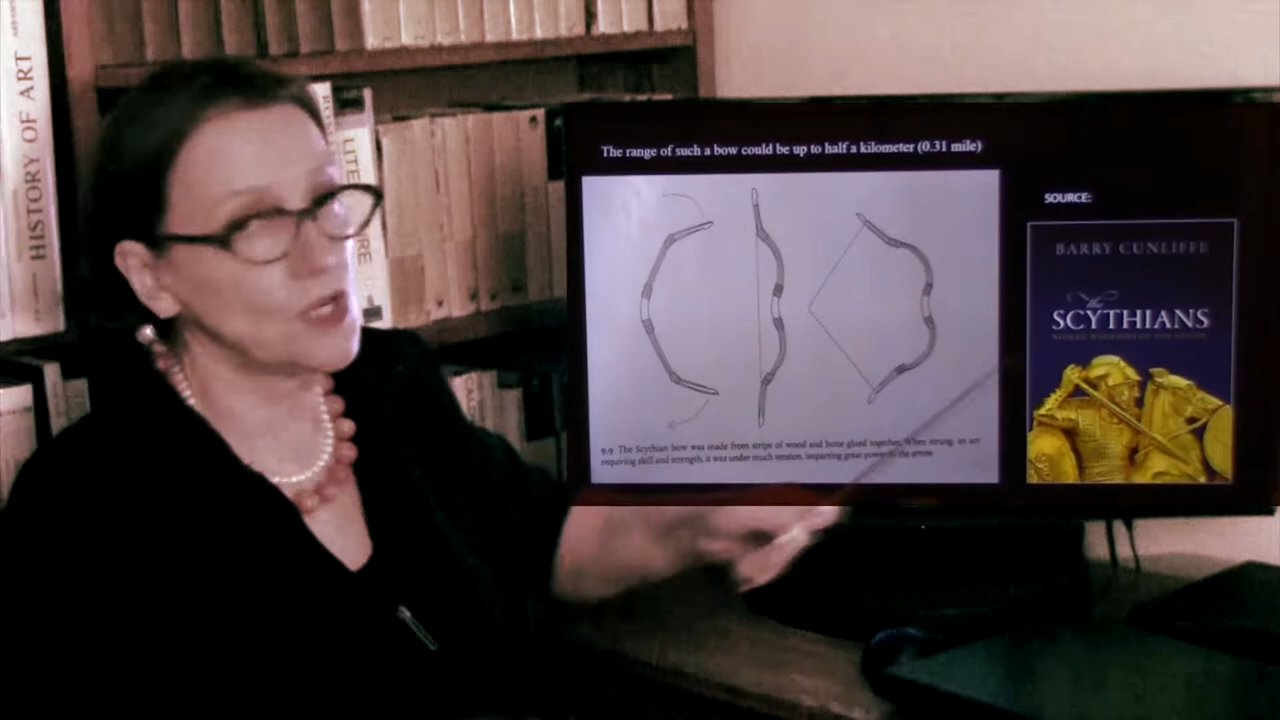 HISTORY OF ART
LITE
RE
The range of such a bow could be up to half a kilometer (0.31 mile)
9.9 The Scythian bow was made from strips of wood and bone glued together. When strung, an act
requiring skill and strength, it was under much tension, imparting great power to the arrow
SOURCE:
BARRY CUNLIFFE
the
SCYTHIANS